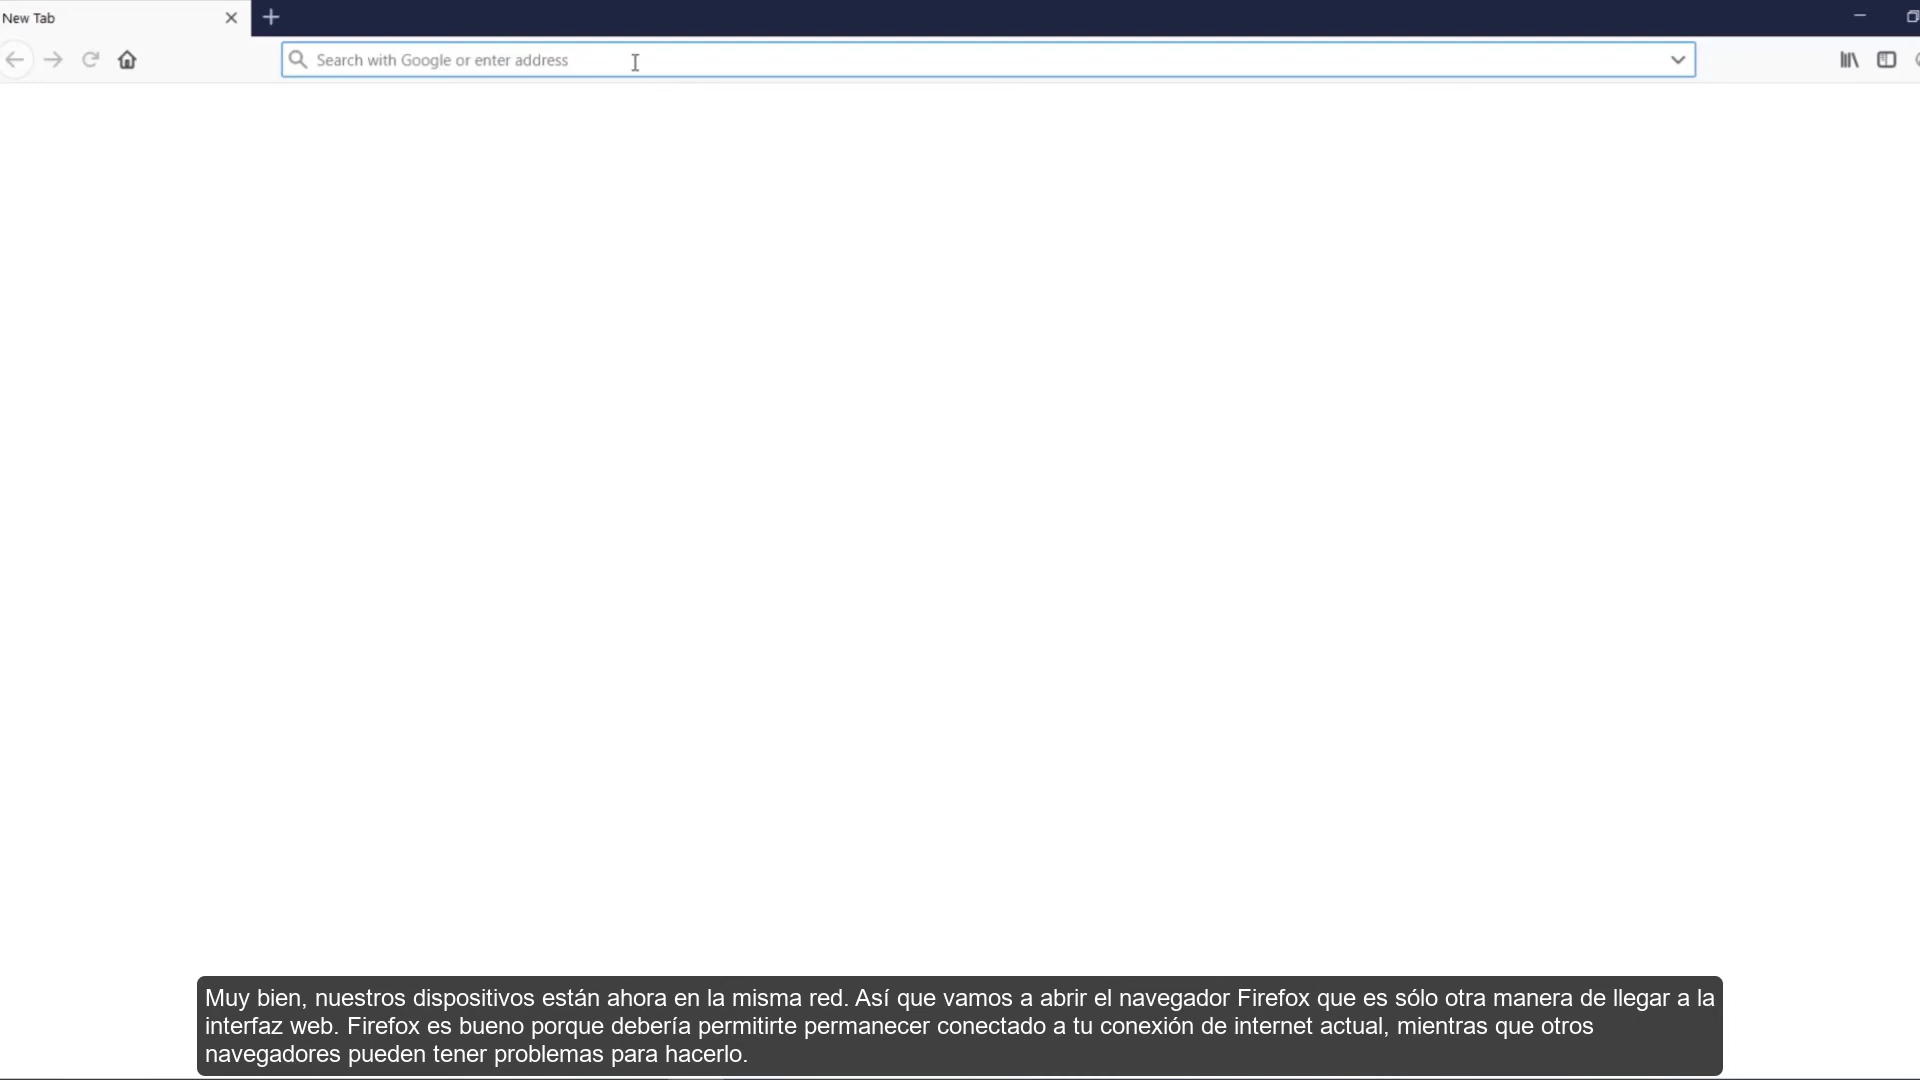 New Tab
Search with Google or enter address
Muy bien, nuestros dispositivos están ahora en la misma red. Así que vamos a abrir el navegador Firefox que es sólo otra manera de llegar a la
interfaz web. Firefox es bueno porque debería permitirte permanecer conectado a tu conexión de internet actual, mientras que otros
navegadores pueden tener problemas para hacerlo.